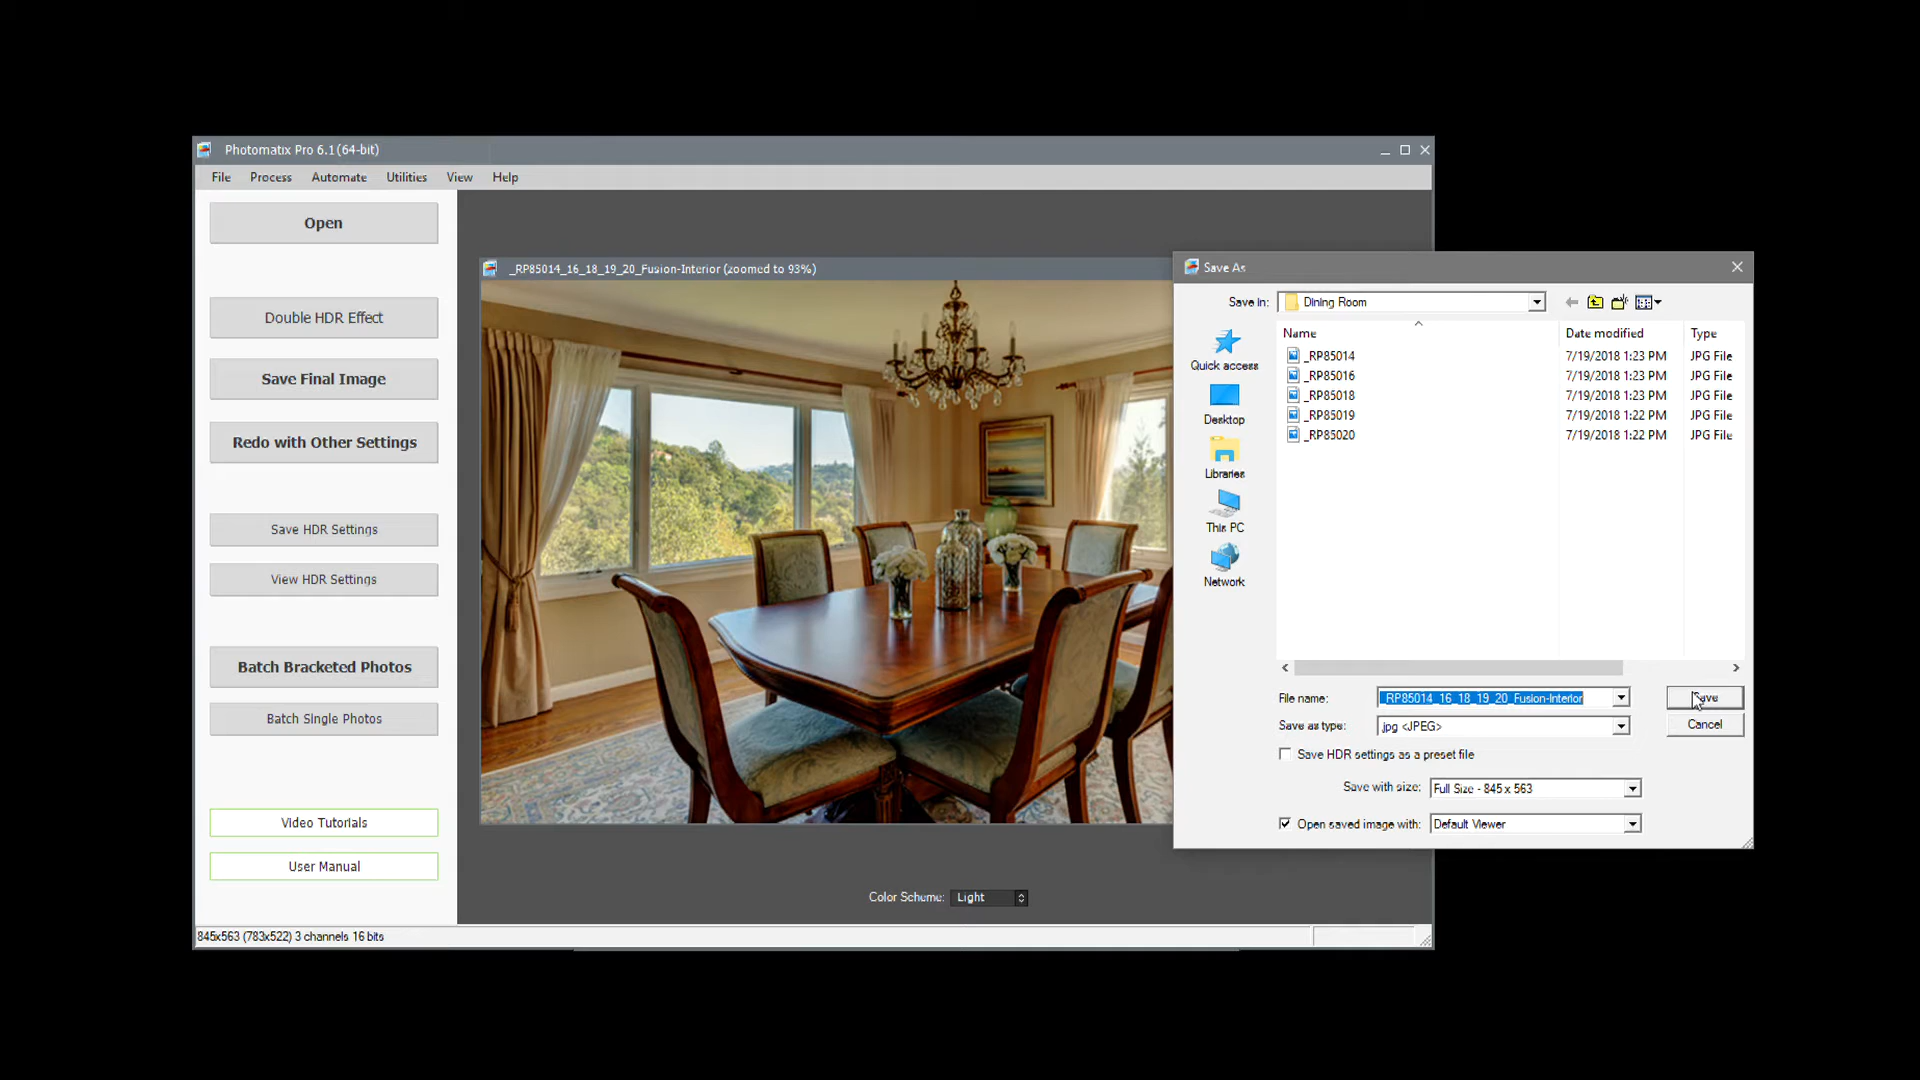 Photomatix Pro 6.1 (64-bit)
File Process Automate Utilities View Help
Open
Double HDR Effect
Save Final Image
Redo with Other Settings
Save HDR Settings
View HDR Settings
Batch Bracketed Photos
Batch Single Photos
Video Tutorials
User Manual
_RP85014_16_18_19_20_Fusion-Interior (zoomed to 93%)
Color Scheme: Light
845x563 (783x522) 3 channels 16 bits
Save As
Save in: Dining Room
Quick access
Desktop
Libraries
This PC
Network
Name Date modified Type
_RP85014 7/19/2018 1:23 PM JPG File
_RP85016 7/19/2018 1:23 PM JPG File
_RP85018 7/19/2018 1:23 PM JPG File
_RP85019 7/19/2018 1:22 PM JPG File
_RP85020 7/19/2018 1:22 PM JPG File
File name: _RP85014_16_18_19_20_Fusion-Interior Save
Save as type: jpg <JPEG> Cancel
Save HDR settings as a preset file
Save with size: Full Size - 845 x 563
Open saved image with: Default Viewer